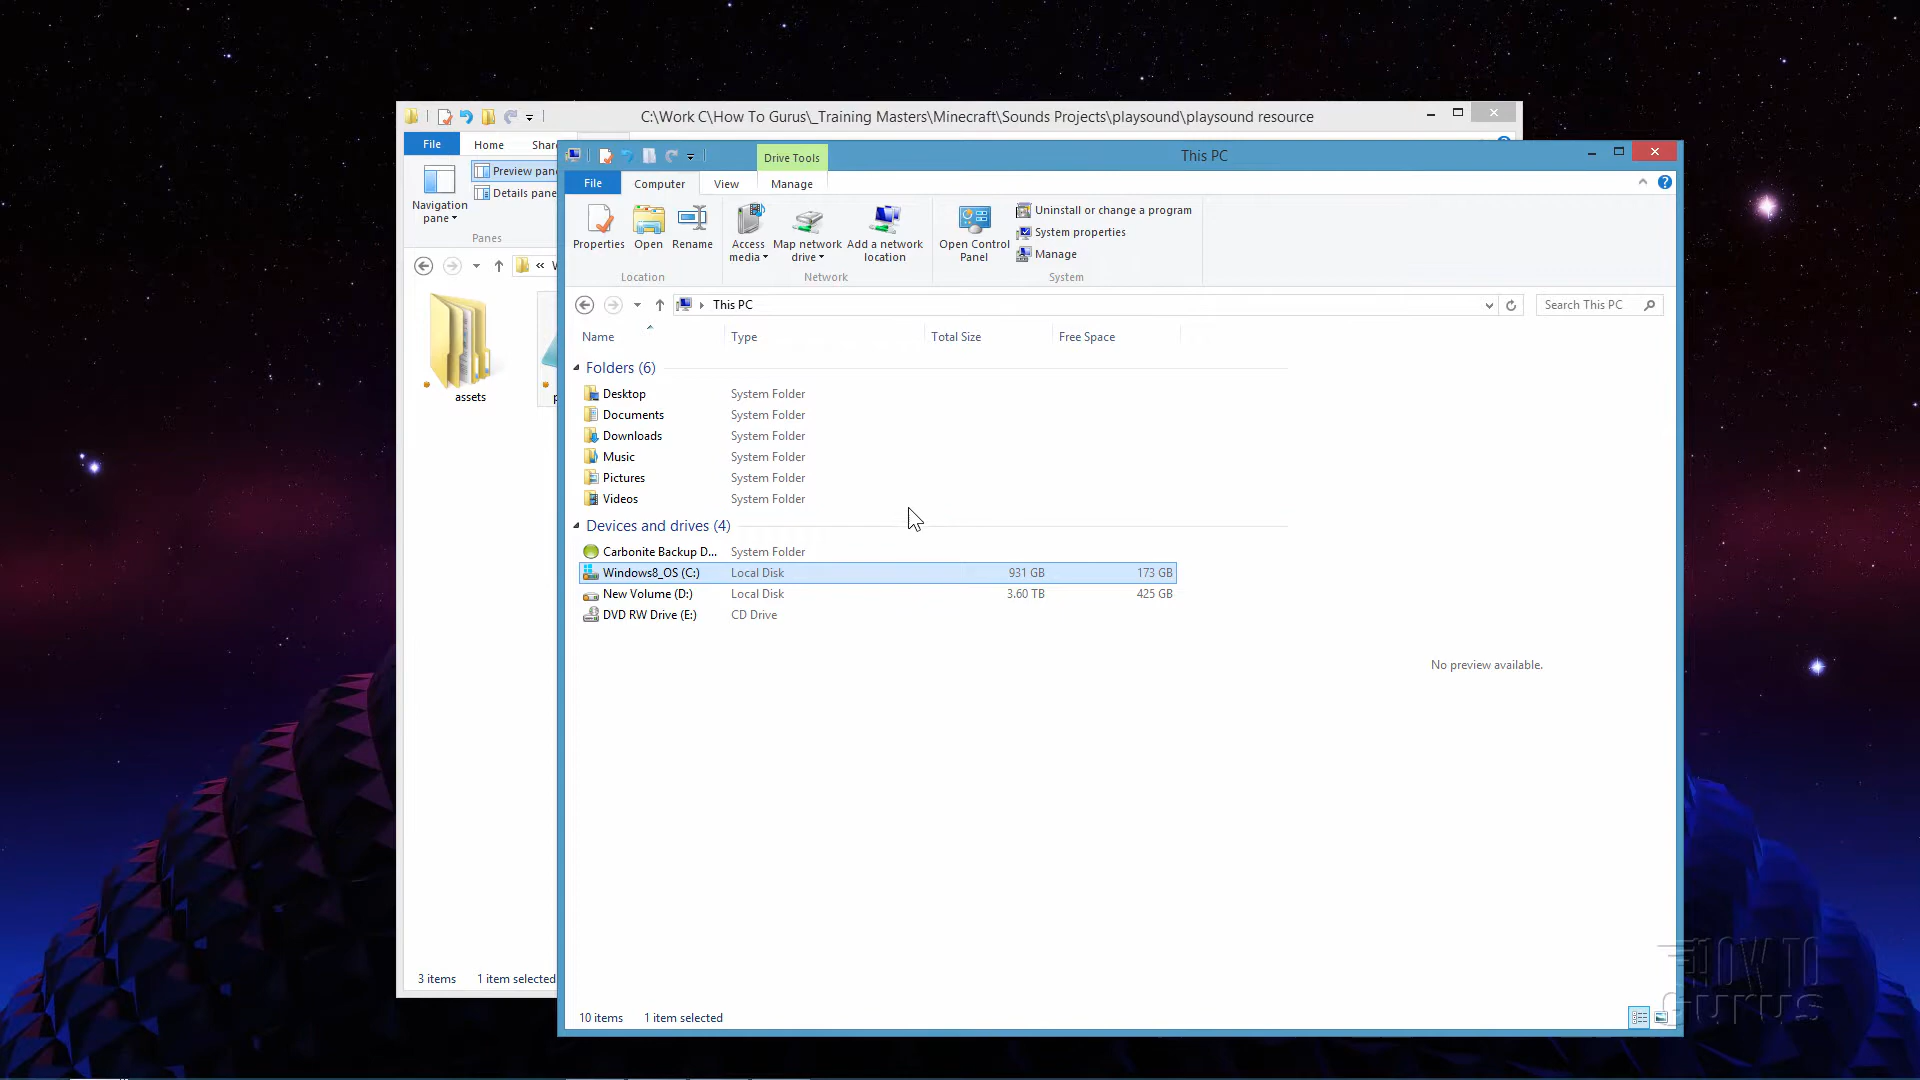 C:\Work C\How To Gurus\_Training Masters\Minecraft\Sounds Projects\playsound\playsound resource
File
Home
Preview
Details pane
Navigation pane
Panes
assets
3 items
1 item selected
This PC
Drive Tools
File
Computer
View
Manage
Properties
Open
Rename
Access media
Map network drive
Add a network location
Open Control Panel
Uninstall or change a program
System properties
Manage
Location
Network
System
This PC
Search This PC
Name
Type
Total Size
Free Space
Folders (6)
Desktop System Folder
Documents System Folder
Downloads System Folder
Music System Folder
Pictures System Folder
Videos System Folder
Devices and drives (4)
Carbonite Backup D... System Folder
Windows8_OS (C:) Local Disk 931 GB 173 GB
New Volume (D:) Local Disk 3.60 TB 425 GB
DVD RW Drive (E:) CD Drive
No preview available.
10 items
1 item selected
HOW TO
GURUS